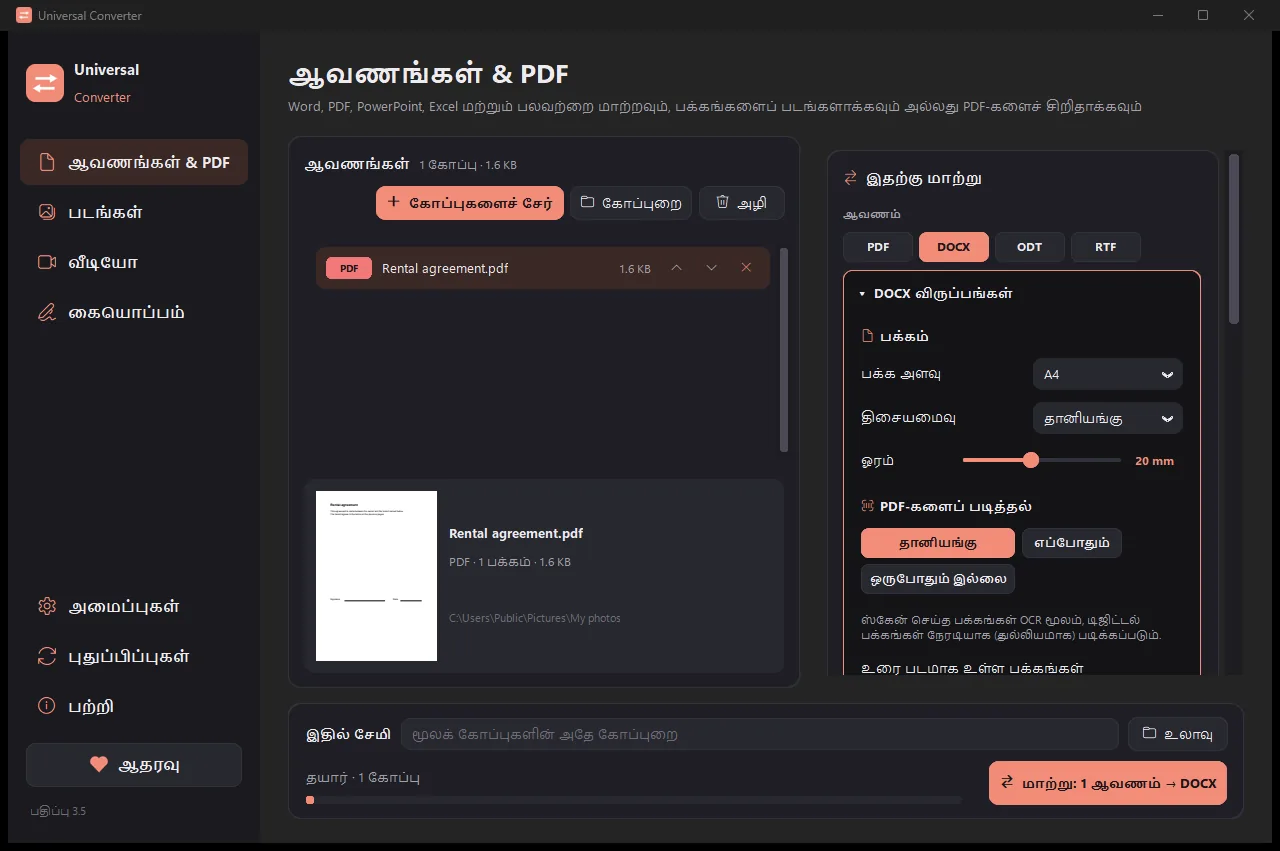 Universal Converter
Universal
Converter
ஆவணங்கள் & PDF
படங்கள்
வீடியோ
கையொப்பம்
அமைப்புகள்
புதுப்பிப்புகள்
பற்றி
ஆதரவு
பதிப்பு 3.5
ஆவணங்கள் & PDF
Word, PDF, PowerPoint, Excel மற்றும் பலவற்றை மாற்றவும், பக்கங்களைப் படங்களாக்கவும் அல்லது PDF-களைச் சிறிதாக்கவும்
ஆவணங்கள் 1 கோப்பு · 1.6 KB
கோப்புகளைச் சேர் கோப்புறை அழி
PDF Rental agreement.pdf 1.6 KB
Rental agreement
Rental agreement.pdf
PDF · 1 பக்கம் · 1.6 KB
C:\Users\Public\Pictures\My photos
இதற்கு மாற்று
ஆவணம்
PDF DOCX ODT RTF
DOCX விருப்பங்கள்
பக்கம்
பக்க அளவு A4
திசையமைவு தானியங்கு
ஓரம் 20 mm
PDF-களைப் படித்தல்
தானியங்கு எப்போதும்
ஒருபோதும் இல்லை
ஸ்கேன் செய்த பக்கங்கள் OCR மூலம், டிஜிட்டல்
பக்கங்கள் நேரடியாக (துல்லியமாக) படிக்கப்படும்.
உரை படமாக உள்ள பக்கங்கள்
இதில் சேமி மூலக் கோப்புகளின் அதே கோப்புறை உலாவு
தயார் · 1 கோப்பு
மாற்று: 1 ஆவணம் → DOCX